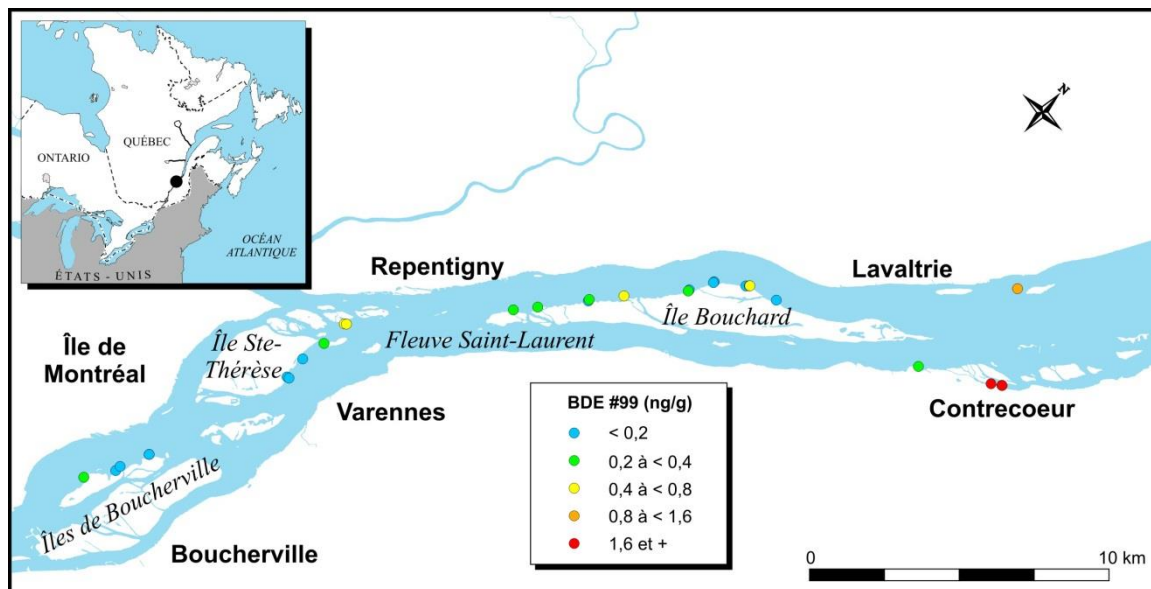 QUÉBEC
ONTARIO
OCÉAN
ATLANTIQUE
ÉTATS - UNIS
N
Repentigny
Lavaltrie
Île Bouchard
Île Ste-
Thérèse
Fleuve Saint-Laurent
Île de
Montréal
Varennes
Contrecoeur
Îles de Boucherville
Boucherville
BDE #99 (ng/g)
< 0,2
0,2 à < 0,4
0,4 à < 0,8
0,8 à < 1,6
1,6 et +
0
10 km